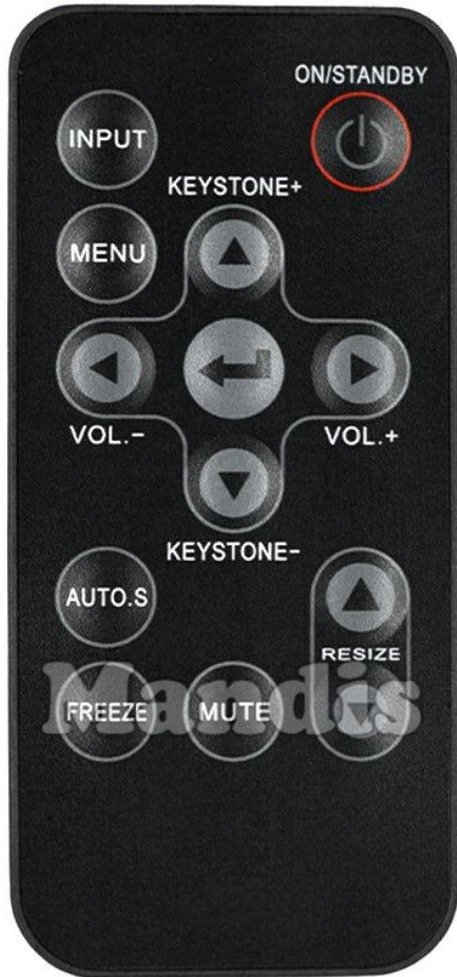 ON/STANDBY
INPUT
KEYSTONE+
MENU
VOL.-
VOL.+
KEYSTONE-
AUTO.S
RESIZE
FREEZE
MUTE
Mandis